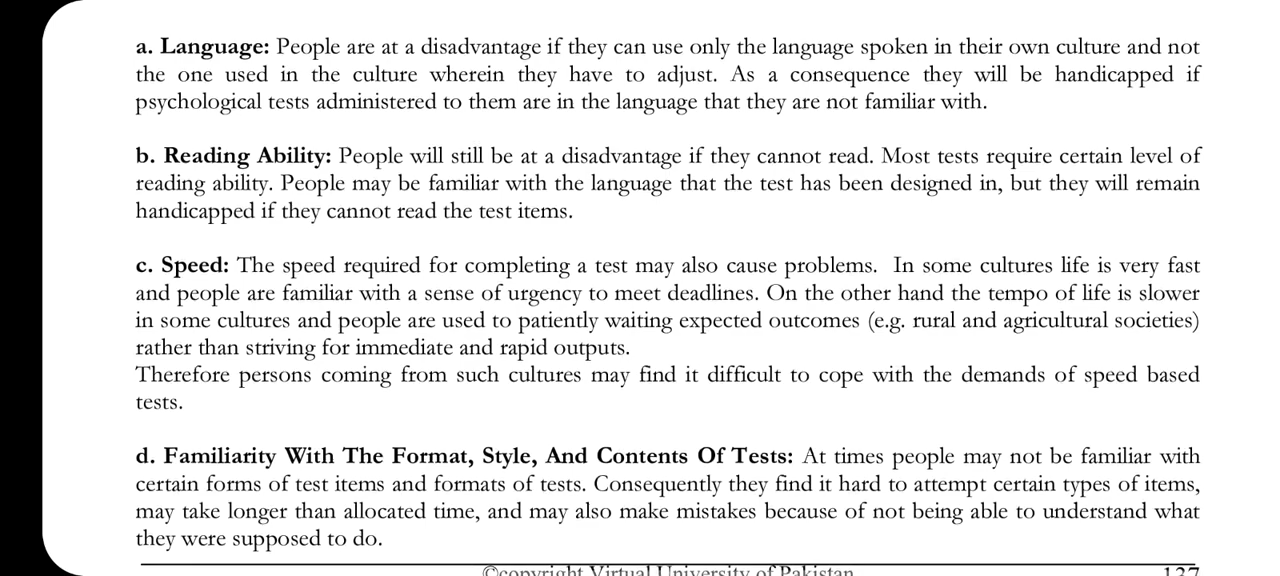 a. Language: People are at a disadvantage if they can use only the language spoken in their own culture and not
the one used in the culture wherein they have to adjust. As a consequence they will be handicapped if
psychological tests administered to them are in the language that they are not familiar with.
b. Reading Ability: People will still be at a disadvantage if they cannot read. Most tests require certain level of
reading ability. People may be familiar with the language that the test has been designed in, but they will remain
handicapped if they cannot read the test items.
c. Speed: The speed required for completing a test may also cause problems.  In some cultures life is very fast
and people are familiar with a sense of urgency to meet deadlines. On the other hand the tempo of life is slower
in some cultures and people are used to patiently waiting expected outcomes (e.g. rural and agricultural societies)
rather than striving for immediate and rapid outputs.
Therefore persons coming from such cultures may find it difficult to cope with the demands of speed based
tests.
d. Familiarity With The Format, Style, And Contents Of Tests: At times people may not be familiar with
certain forms of test items and formats of tests. Consequently they find it hard to attempt certain types of items,
may take longer than allocated time, and may also make mistakes because of not being able to understand what
they were supposed to do.
©copyright Virtual University of Pakistan 137